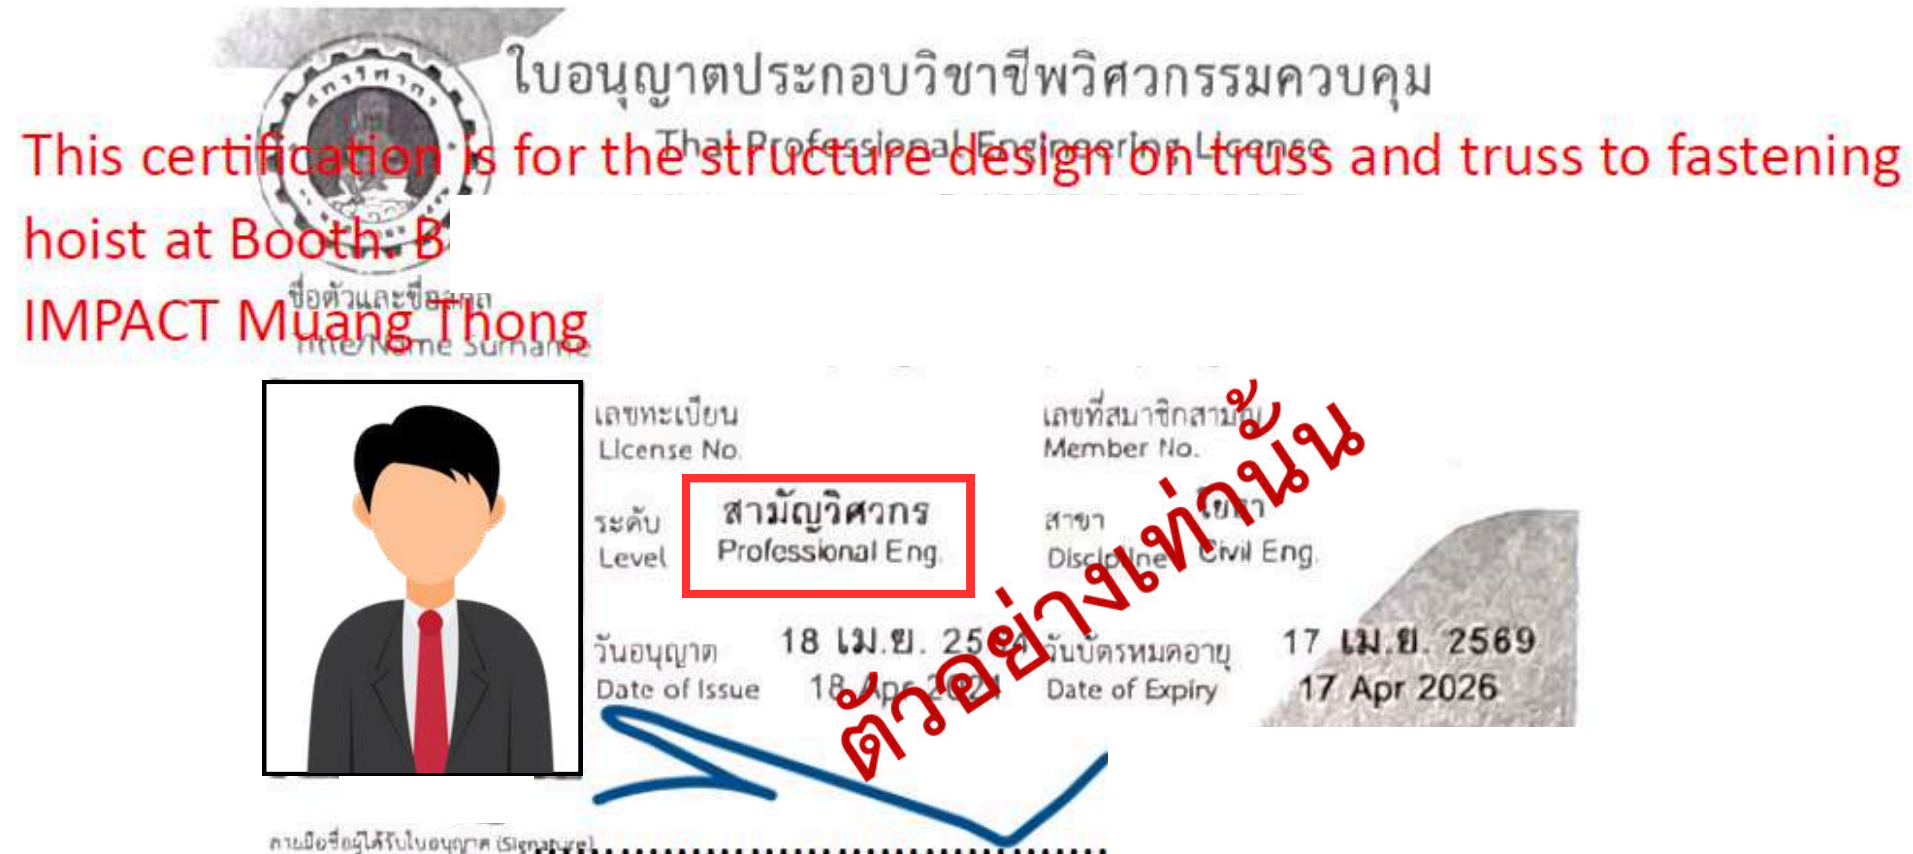 ใบอนุญาตประกอบวิชาชีพวิศวกรรมควบคุม
Thai Professional Engineering License
This certification is for the structure design on truss and truss to fastening
hoist at Booth. B
IMPACT Muang Thong
ชื่อตัวและชื่อสกุล
Title/Name Surname
เลขทะเบียน
License No.
เลขที่สมาชิกสามัญ
Member No.
ระดับ สามัญวิศวกร
Level Professional Eng.
สาขา โยธา
Discipline Civil Eng.
วันอนุญาต 18 เม.ย.
Date of Issue 18 Apr
วันบัตรหมดอายุ 17 เม.ย. 2569
Date of Expiry 17 Apr 2026
ตัวอย่างเท่านั้น
ลายมือชื่อผู้ได้รับใบอนุญาต (Signature)